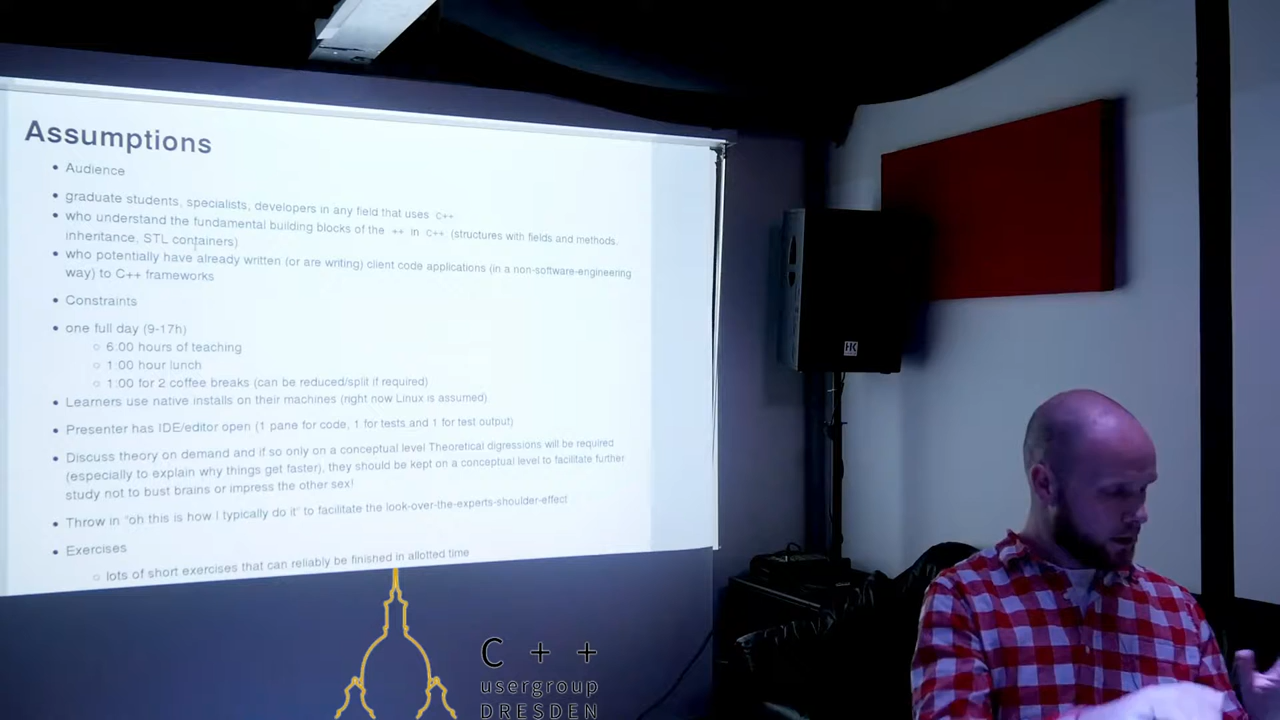 Assumptions
• Audience
• graduate students, specialists, developers in any field that uses C++
• who understand the fundamental building blocks of the ++ in C++ (structures with fields and methods,
inheritance, STL containers)
• who potentially have already written (or are writing) client code applications (in a non-software-engineering
way) to C++ frameworks
• Constraints
• one full day (9-17h)
○ 6:00 hours of teaching
○ 1:00 hour lunch
○ 1:00 for 2 coffee breaks (can be reduced/split if required)
• Learners use native installs on their machines (right now Linux is assumed)
• Presenter has IDE/editor open (1 pane for code, 1 for tests and 1 for test output)
• Discuss theory on demand and if so only on a conceptual level Theoretical digressions will be required
(especially to explain why things get faster), they should be kept on a conceptual level to facilitate further
study not to bust brains or impress the other sex!
• Throw in "oh this is how I typically do it" to facilitate the look-over-the-experts-shoulder-effect
• Exercises
○ lots of short exercises that can reliably be finished in allotted time
HK
C++
usergroup
DRESDEN